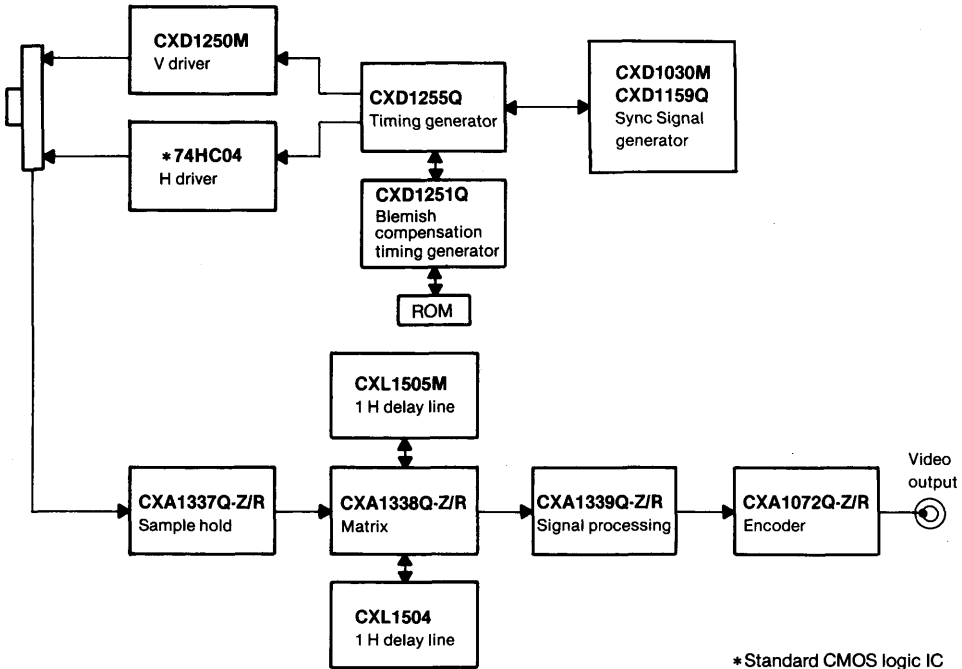 CXD1250M
V driver
CXD1255Q
Timing generator
CXD1030M
CXD1159Q
Sync Signal
generator
*74HC04
H driver
CXD1251Q
Blemish
compensation
timing generator
ROM
CXL1505M
1 H delay line
CXA1337Q-Z/R
Sample hold
CXA1338Q-Z/R
Matrix
CXA1339Q-Z/R
Signal processing
CXA1072Q-Z/R
Encoder
Video
output
CXL1504
1 H delay line
*Standard CMOS logic IC